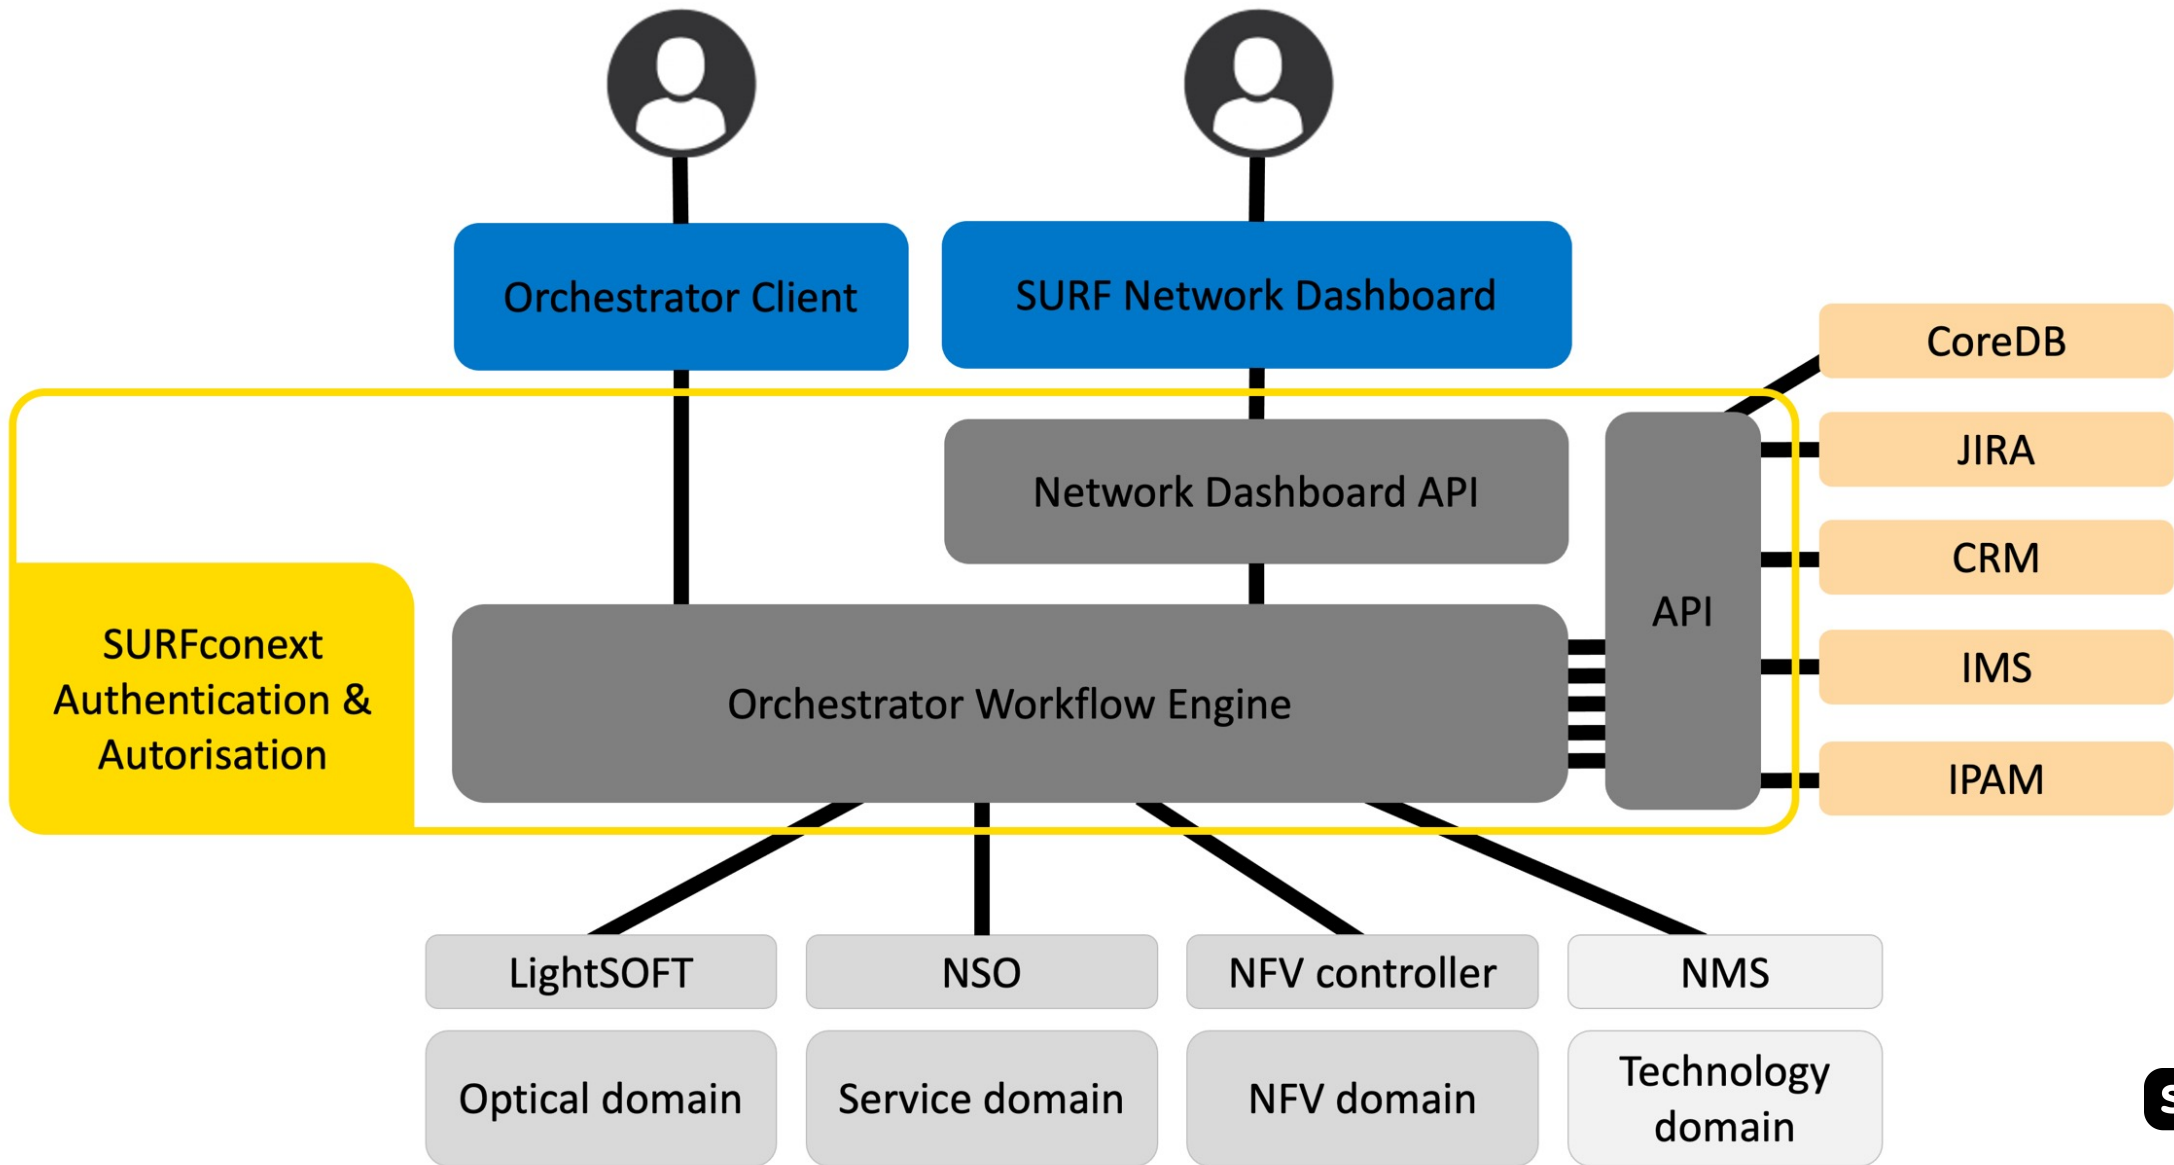 Orchestrator Client
SURF Network Dashboard
CoreDB
JIRA
Network Dashboard API
CRM
API
SURFconext
Authentication &
Autorisation
Orchestrator Workflow Engine
IMS
IPAM
LightSOFT
NSO
NFV controller
NMS
Optical domain
Service domain
NFV domain
Technology
domain